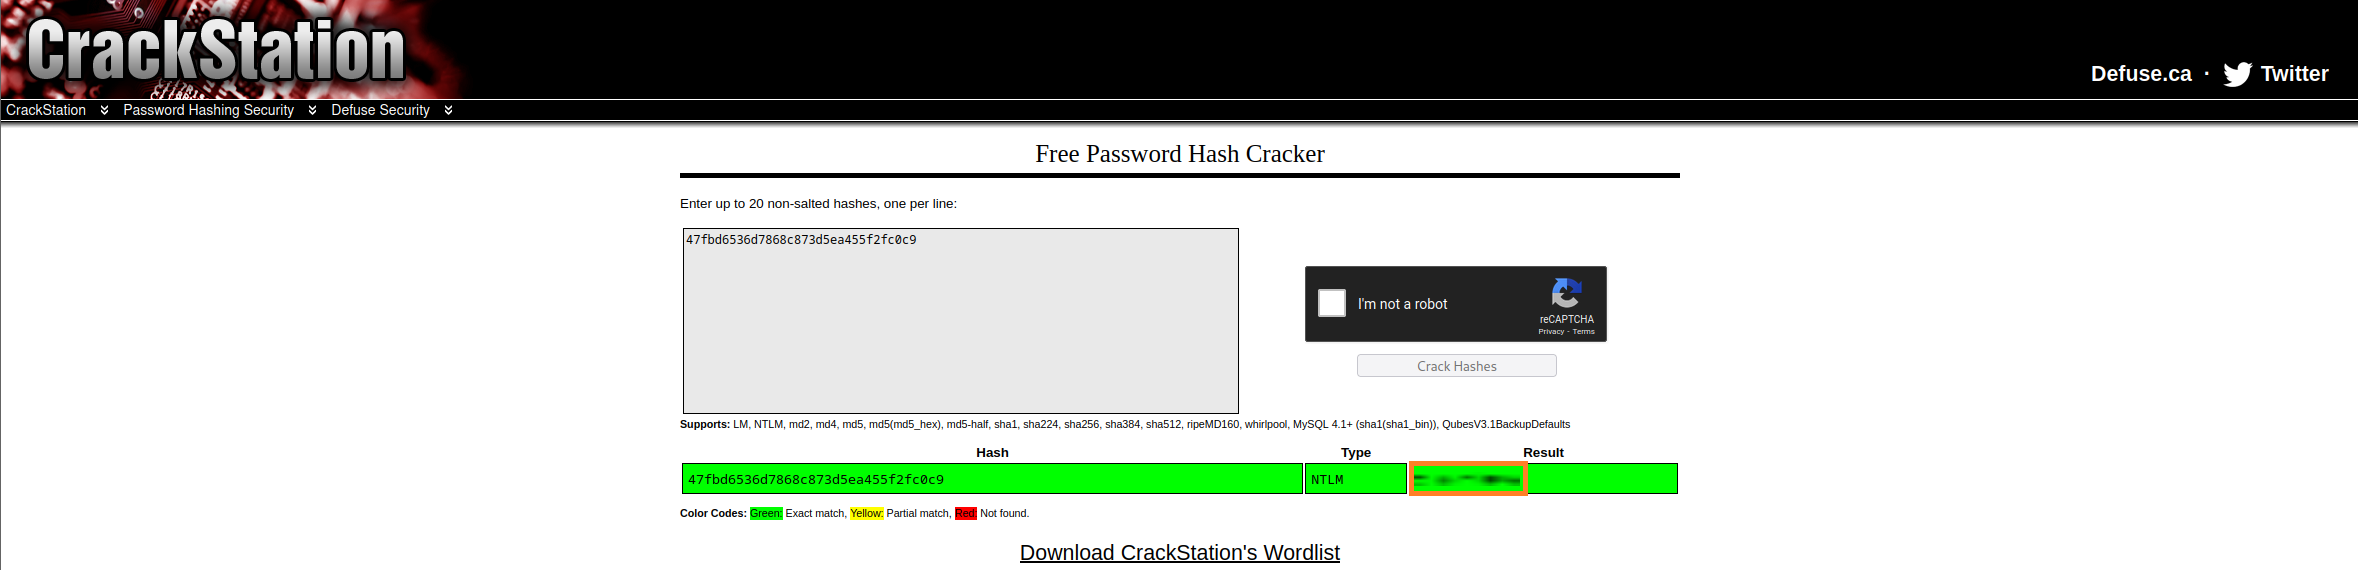 CrackStation
Defuse.ca · Twitter
CrackStation Password Hashing Security Defuse Security
Free Password Hash Cracker
Enter up to 20 non-salted hashes, one per line:
47fbd6536d7868c873d5ea455f2fc0c9
I'm not a robot
reCAPTCHA
Privacy - Terms
Crack Hashes
Supports: LM, NTLM, md2, md4, md5, md5(md5_hex), md5-half, sha1, sha224, sha256, sha384, sha512, ripeMD160, whirlpool, MySQL 4.1+ (sha1(sha1_bin)), QubesV3.1BackupDefaults
Hash Type Result
47fbd6536d7868c873d5ea455f2fc0c9 NTLM
Color Codes: Green: Exact match, Yellow: Partial match, Red: Not found.
Download CrackStation's Wordlist